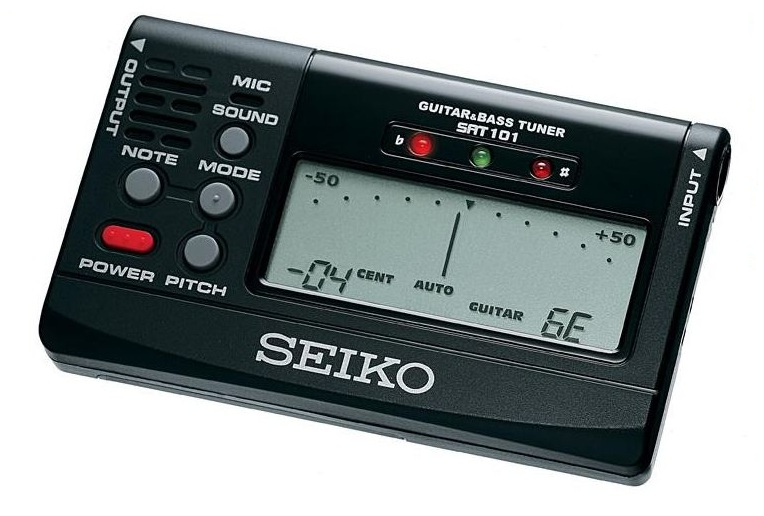 OUTPUT
MIC
SOUND
NOTE MODE
POWER PITCH
GUITAR&BASS TUNER
SAT101
♭ ♯
INPUT
-50
+50
-04 CENT AUTO GUITAR 6E
SEIKO